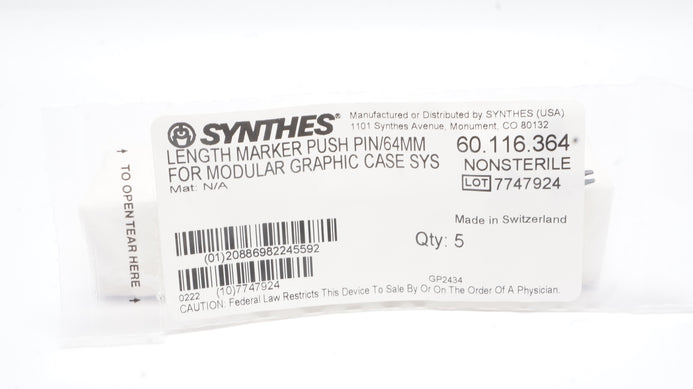 SYNTHES®
Manufactured or Distributed by SYNTHES (USA)
1101 Synthes Avenue, Monument, CO 80132
LENGTH MARKER PUSH PIN/64MM
FOR MODULAR GRAPHIC CASE SYS
Mat: N/A
60.116.364
NONSTERILE
LOT 7747924
Made in Switzerland
Qty: 5
(01)20886982245592
(10)7747924
0222
GP2434
CAUTION: Federal Law Restricts This Device To Sale By Or On The Order Of A Physician.
↑ TO OPEN TEAR HERE ↑